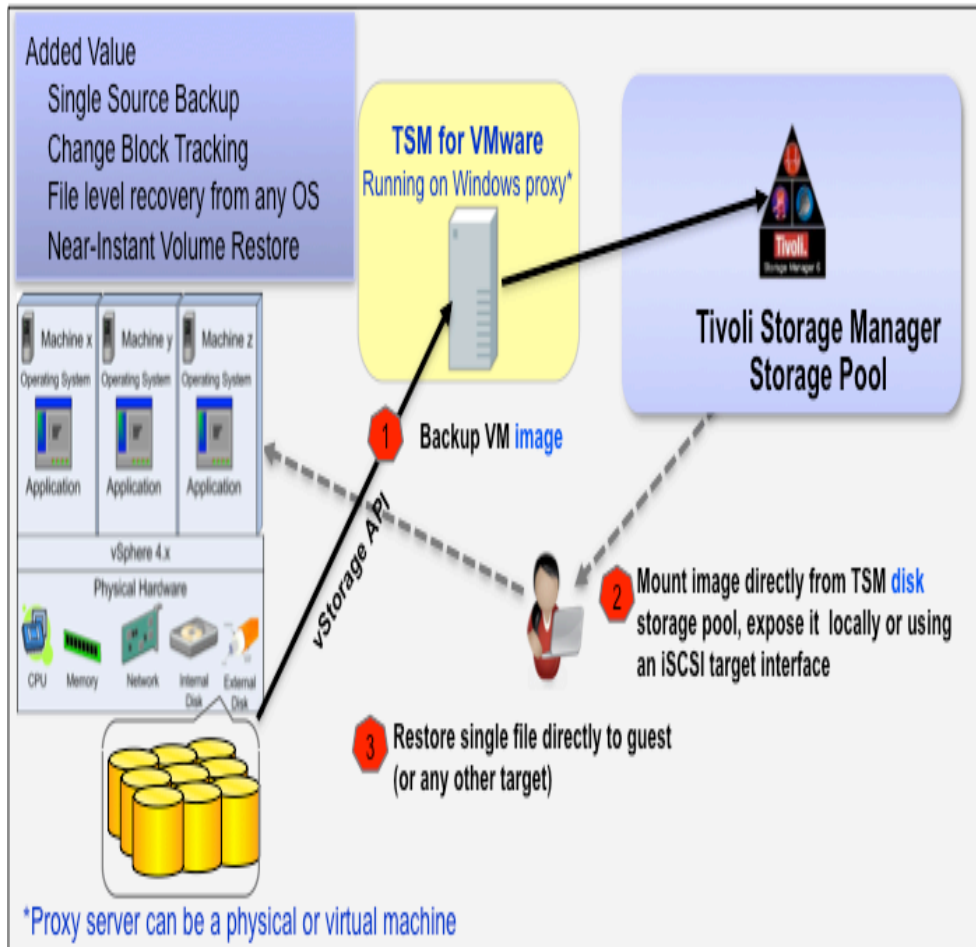 Added Value
Single Source Backup
Change Block Tracking
File level recovery from any OS
Near-Instant Volume Restore
TSM for VMware
Running on Windows proxy*
Tivoli.
Storage Manager 6
Tivoli Storage Manager
Storage Pool
Machine x
Machine y
Machine z
Operating System
Operating System
Operating System
Application
Application
Application
vSphere 4.x
Physical Hardware
CPU
Memory
Network
Internal
Disk
External
Disk
1
Backup VM image
vStorage API
2
Mount image directly from TSM disk
storage pool, expose it locally or using
an iSCSI target interface
3
Restore single file directly to guest
(or any other target)
*Proxy server can be a physical or virtual machine